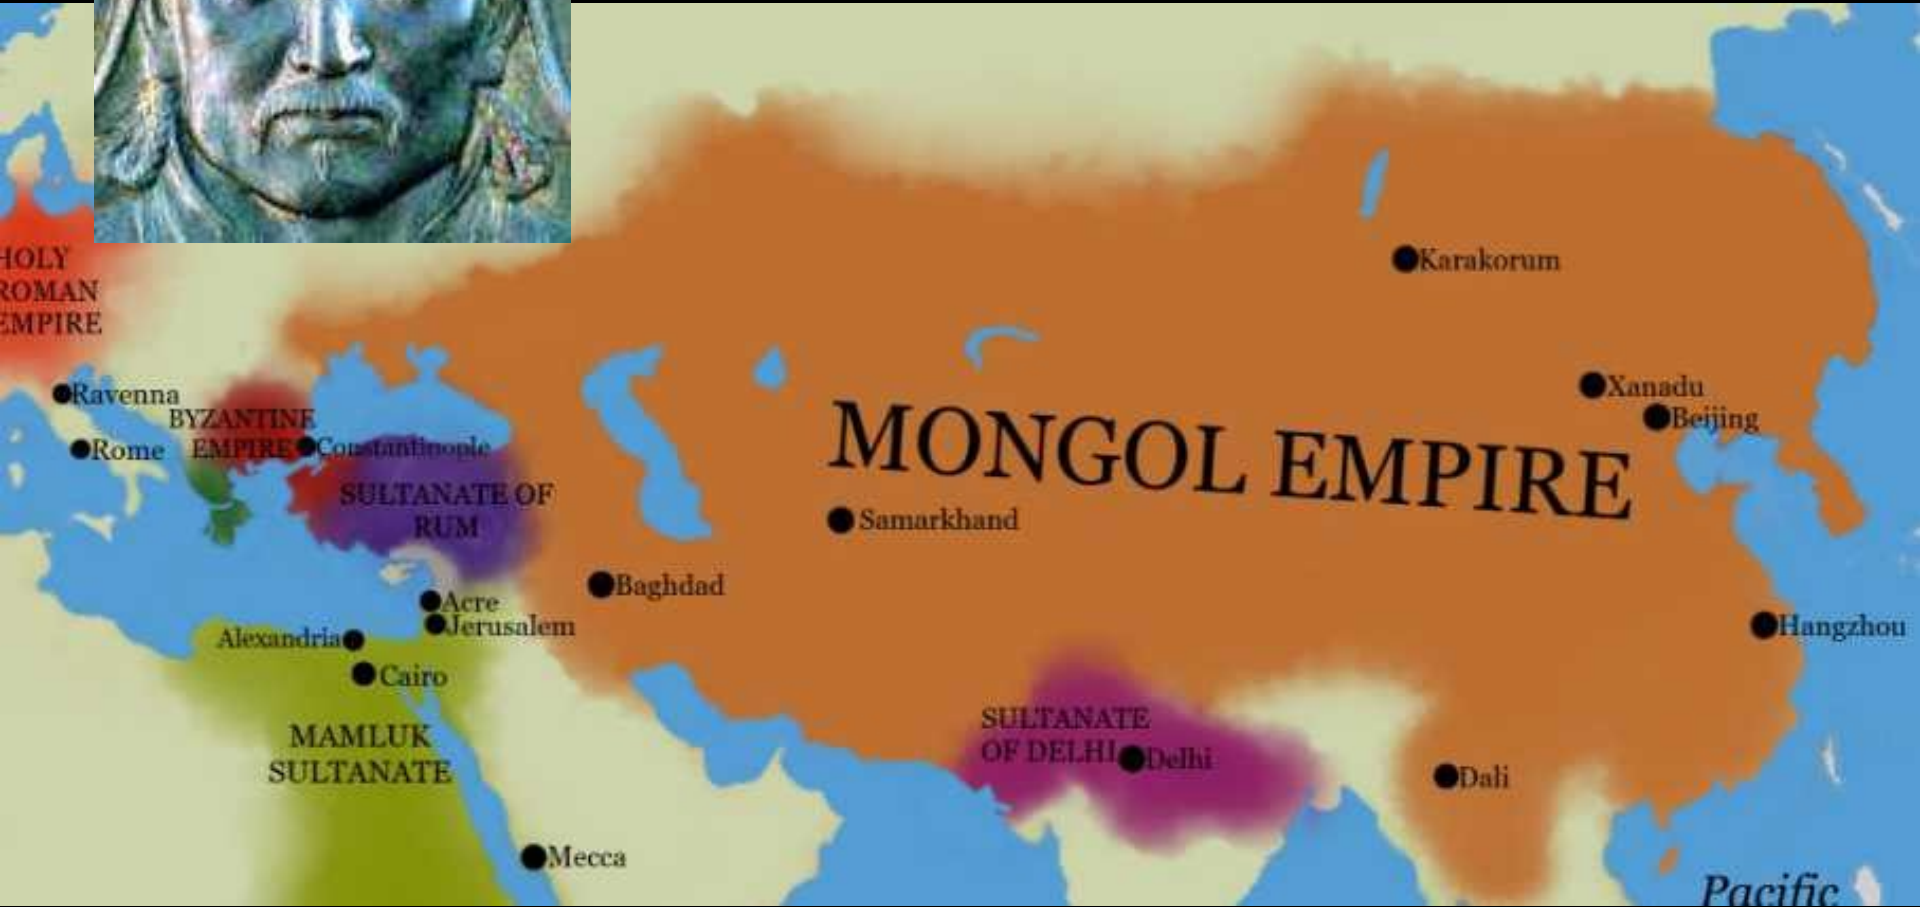 Karakorum
HOLY
ROMAN
EMPIRE
Xanadu
Ravenna
BYZANTINE
Beijing
MONGOL EMPIRE
Rome
EMPIRE
Constantinople
SULTANATE OF
RUM
Samarkhand
Baghdad
Acre
Jerusalem
Alexandria
Hangzhou
Cairo
SULTANATE
OF DELHI
Delhi
MAMLUK
SULTANATE
Dali
Mecca
Pacific